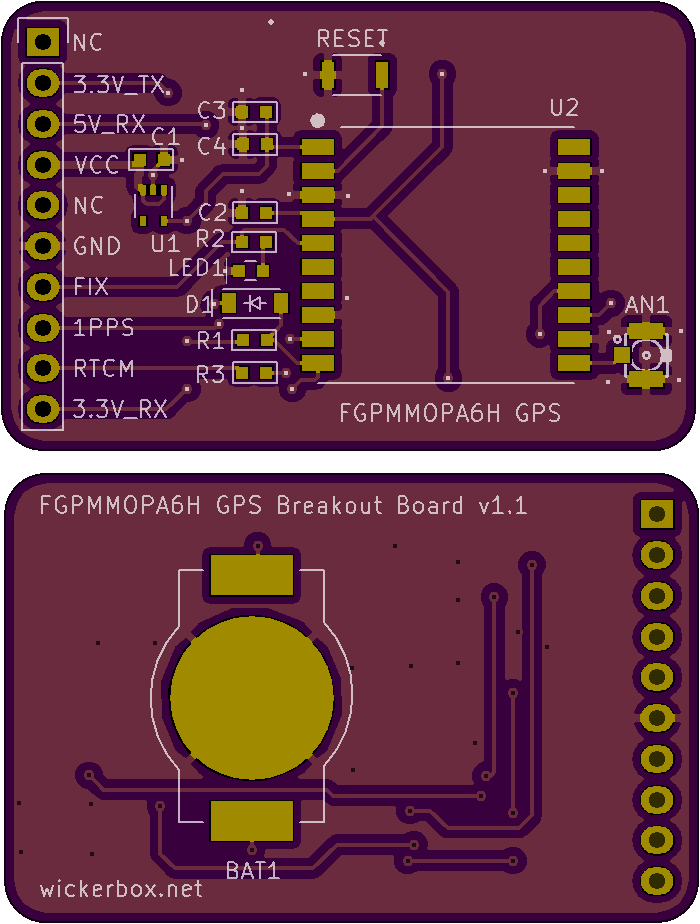 RESET
NC
3.3V_TX
5V_RX
VCC
NC
GND
FIX
1PPS
RTCM
3.3V_RX
C1
U1
C3
C4
C2
R2
LED1
D1
R1
R3
U2
AN1
FGPMMOPA6H GPS
FGPMMOPA6H GPS Breakout Board v1.1
BAT1
wickerbox.net